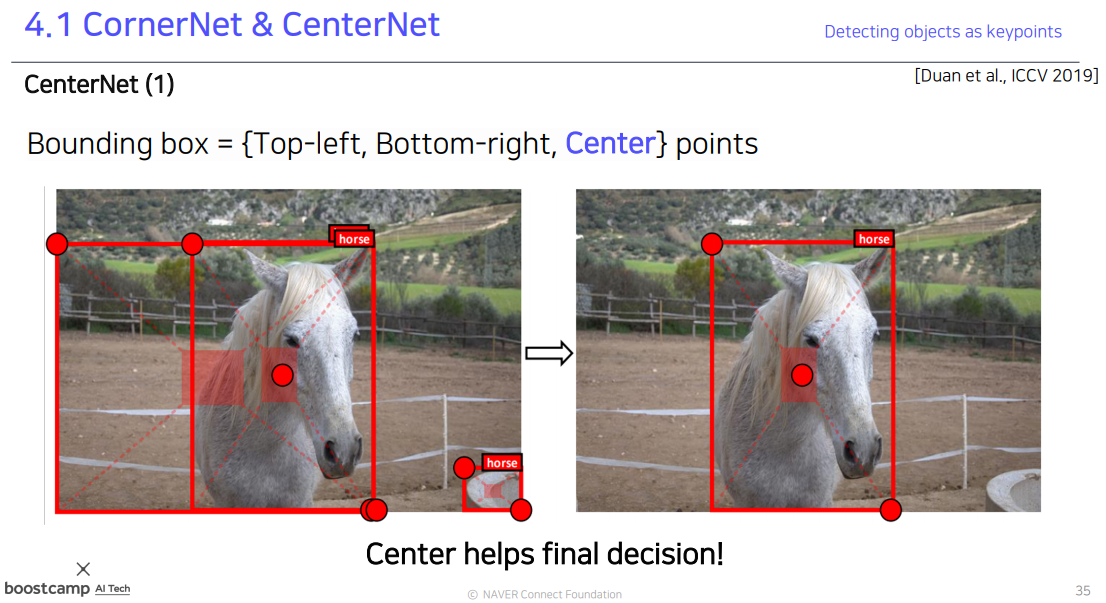 4.1 CornerNet & CenterNet
Detecting objects as keypoints
CenterNet (1)
[Duan et al., ICCV 2019]
Bounding box = {Top-left, Bottom-right, Center} points
horse
horse
horse
Center helps final decision!
boostcamp AI Tech
© NAVER Connect Foundation
35